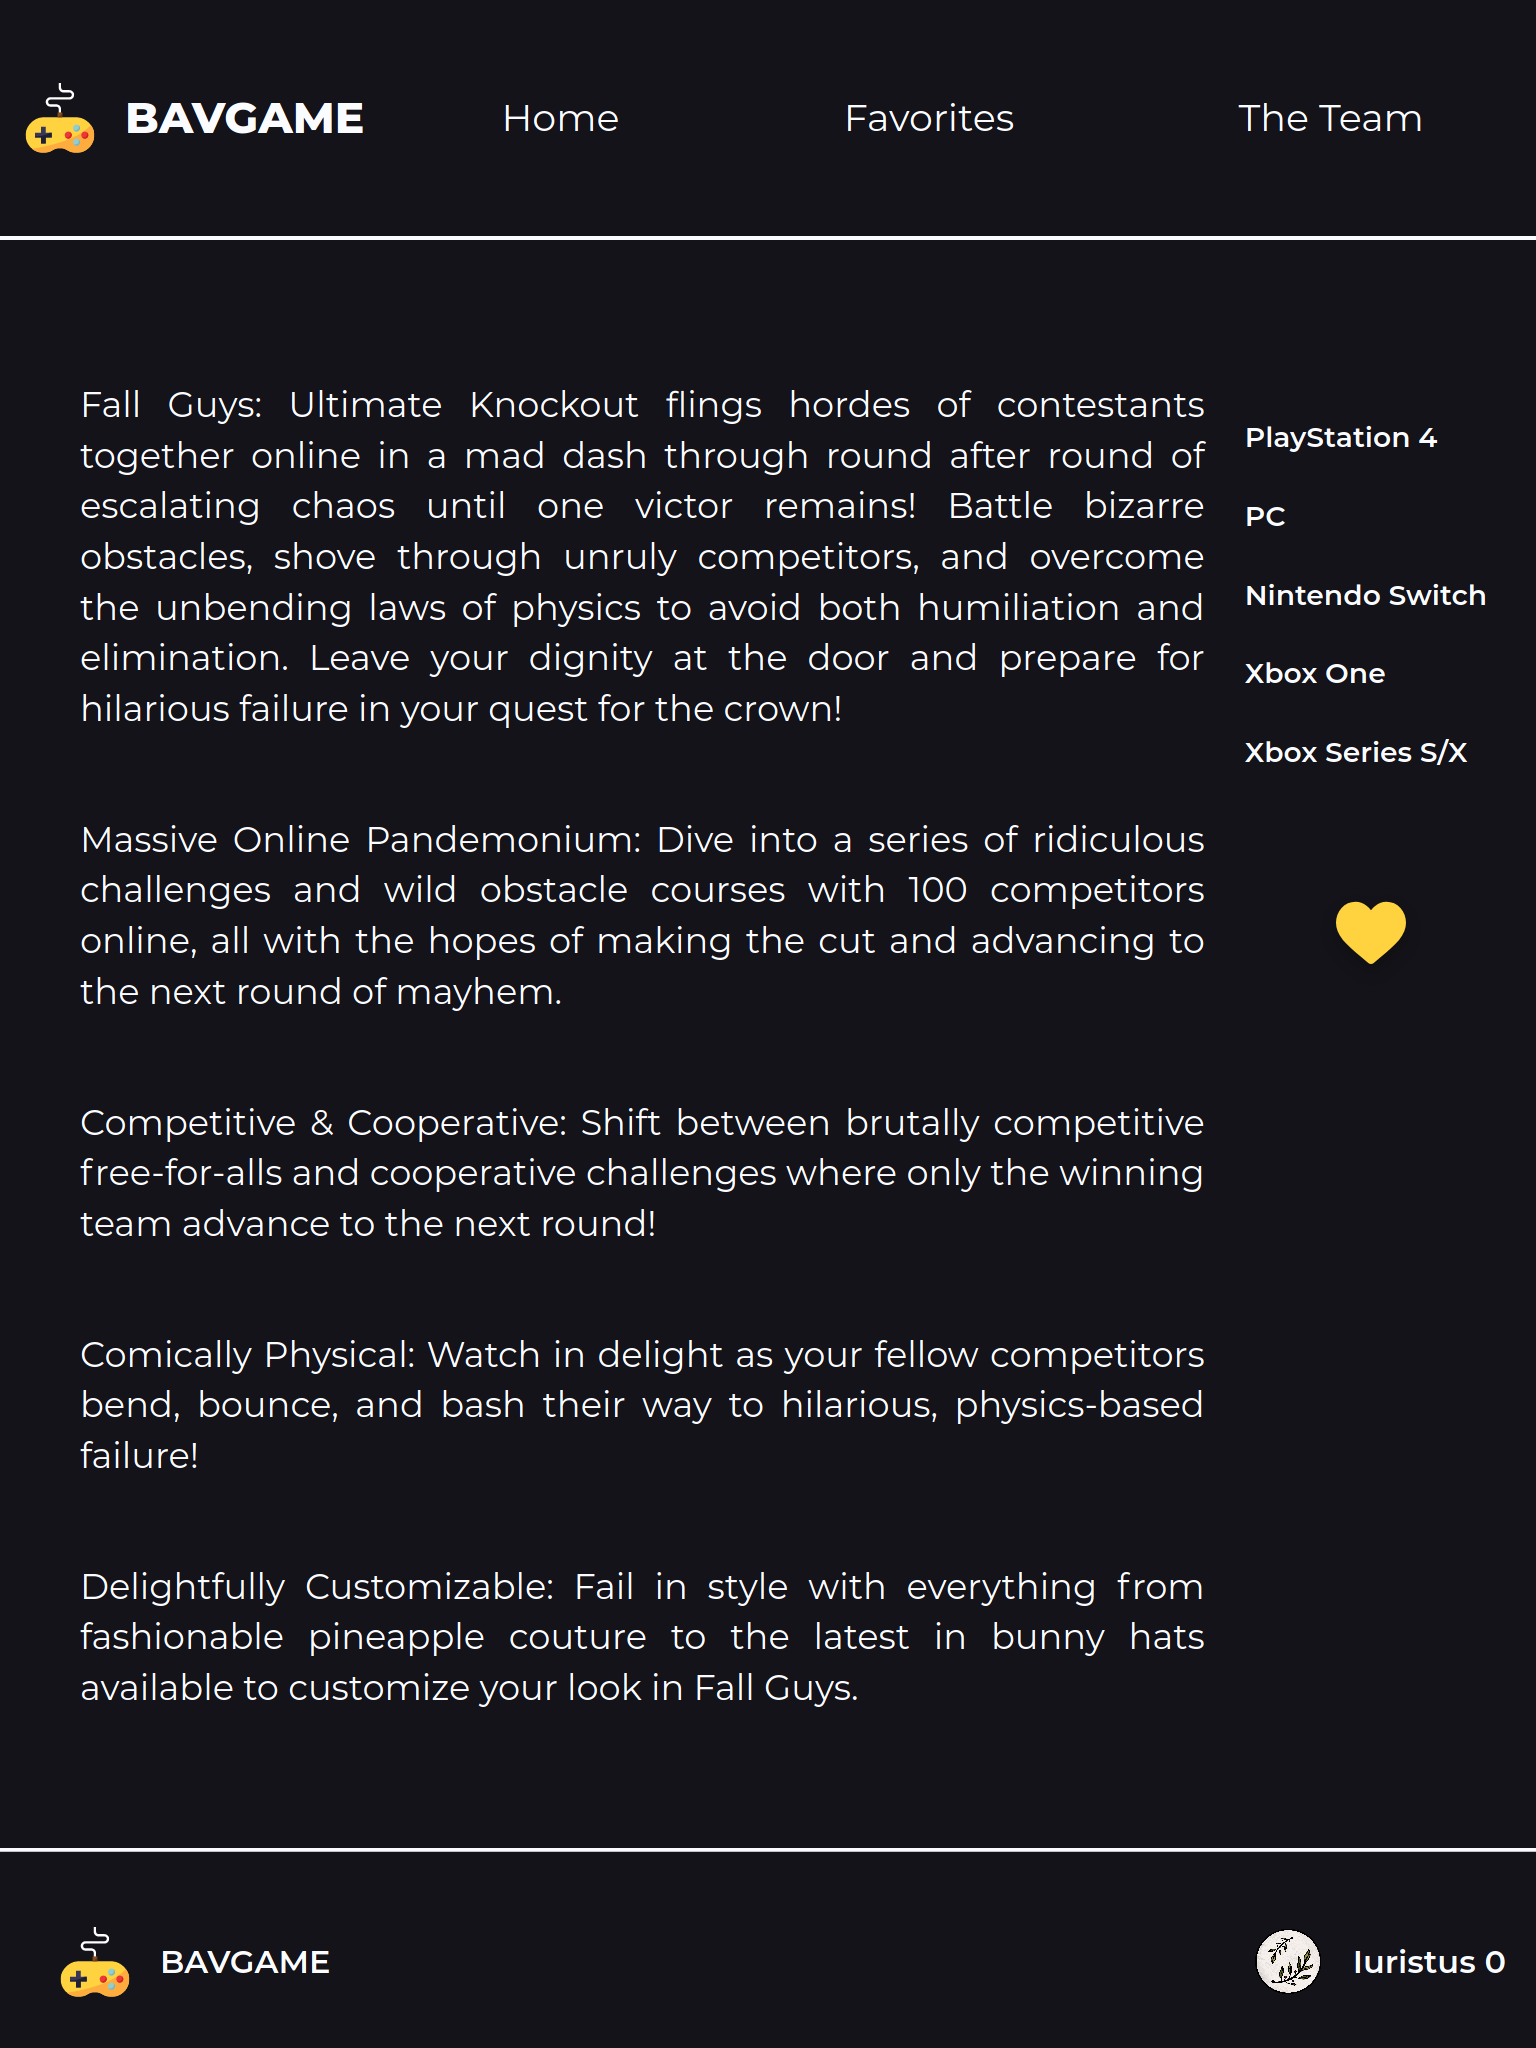 BAVGAME
Home
Favorites
The Team
Fall Guys: Ultimate Knockout flings hordes of contestants
together online in a mad dash through round after round of
escalating chaos until one victor remains! Battle bizarre
obstacles, shove through unruly competitors, and overcome
the unbending laws of physics to avoid both humiliation and
elimination. Leave your dignity at the door and prepare for
hilarious failure in your quest for the crown!
Massive Online Pandemonium: Dive into a series of ridiculous
challenges and wild obstacle courses with 100 competitors
online, all with the hopes of making the cut and advancing to
the next round of mayhem.
Competitive & Cooperative: Shift between brutally competitive
free-for-alls and cooperative challenges where only the winning
team advance to the next round!
Comically Physical: Watch in delight as your fellow competitors
bend, bounce, and bash their way to hilarious, physics-based
failure!
Delightfully Customizable: Fail in style with everything from
fashionable pineapple couture to the latest in bunny hats
available to customize your look in Fall Guys.
PlayStation 4
PC
Nintendo Switch
Xbox One
Xbox Series S/X
BAVGAME
Iuristus 0